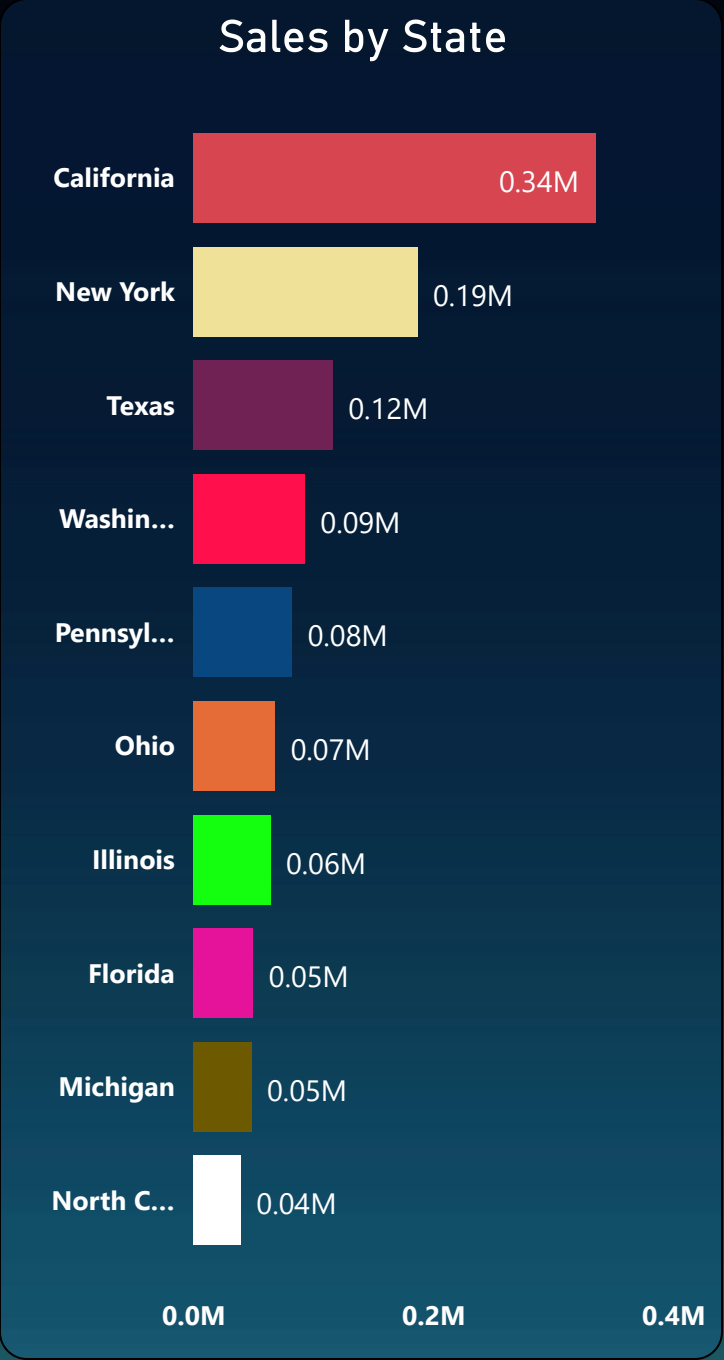 Sales by State
California 0.34M
New York 0.19M
Texas 0.12M
Washin... 0.09M
Pennsyl... 0.08M
Ohio 0.07M
Illinois 0.06M
Florida 0.05M
Michigan 0.05M
North C... 0.04M
0.0M 0.2M 0.4M